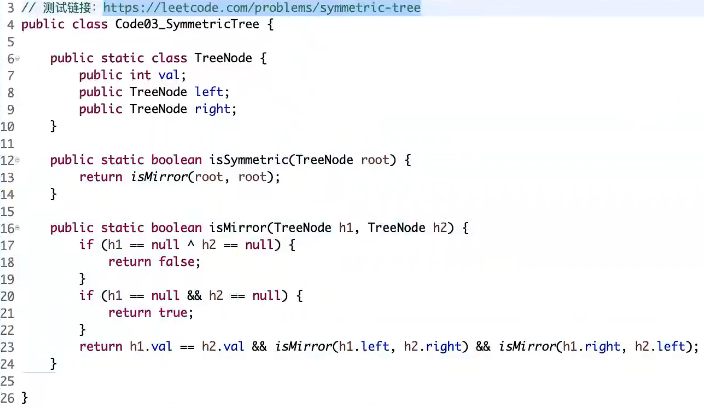 3 // 测试链接：https://leetcode.com/problems/symmetric-tree
4 public class Code03_SymmetricTree {
5
6     public static class TreeNode {
7         public int val;
8         public TreeNode left;
9         public TreeNode right;
10     }
11
12     public static boolean isSymmetric(TreeNode root) {
13         return isMirror(root, root);
14     }
15
16     public static boolean isMirror(TreeNode h1, TreeNode h2) {
17         if (h1 == null ^ h2 == null) {
18             return false;
19         }
20         if (h1 == null && h2 == null) {
21             return true;
22         }
23         return h1.val == h2.val && isMirror(h1.left, h2.right) && isMirror(h1.right, h2.left);
24     }
25
26 }